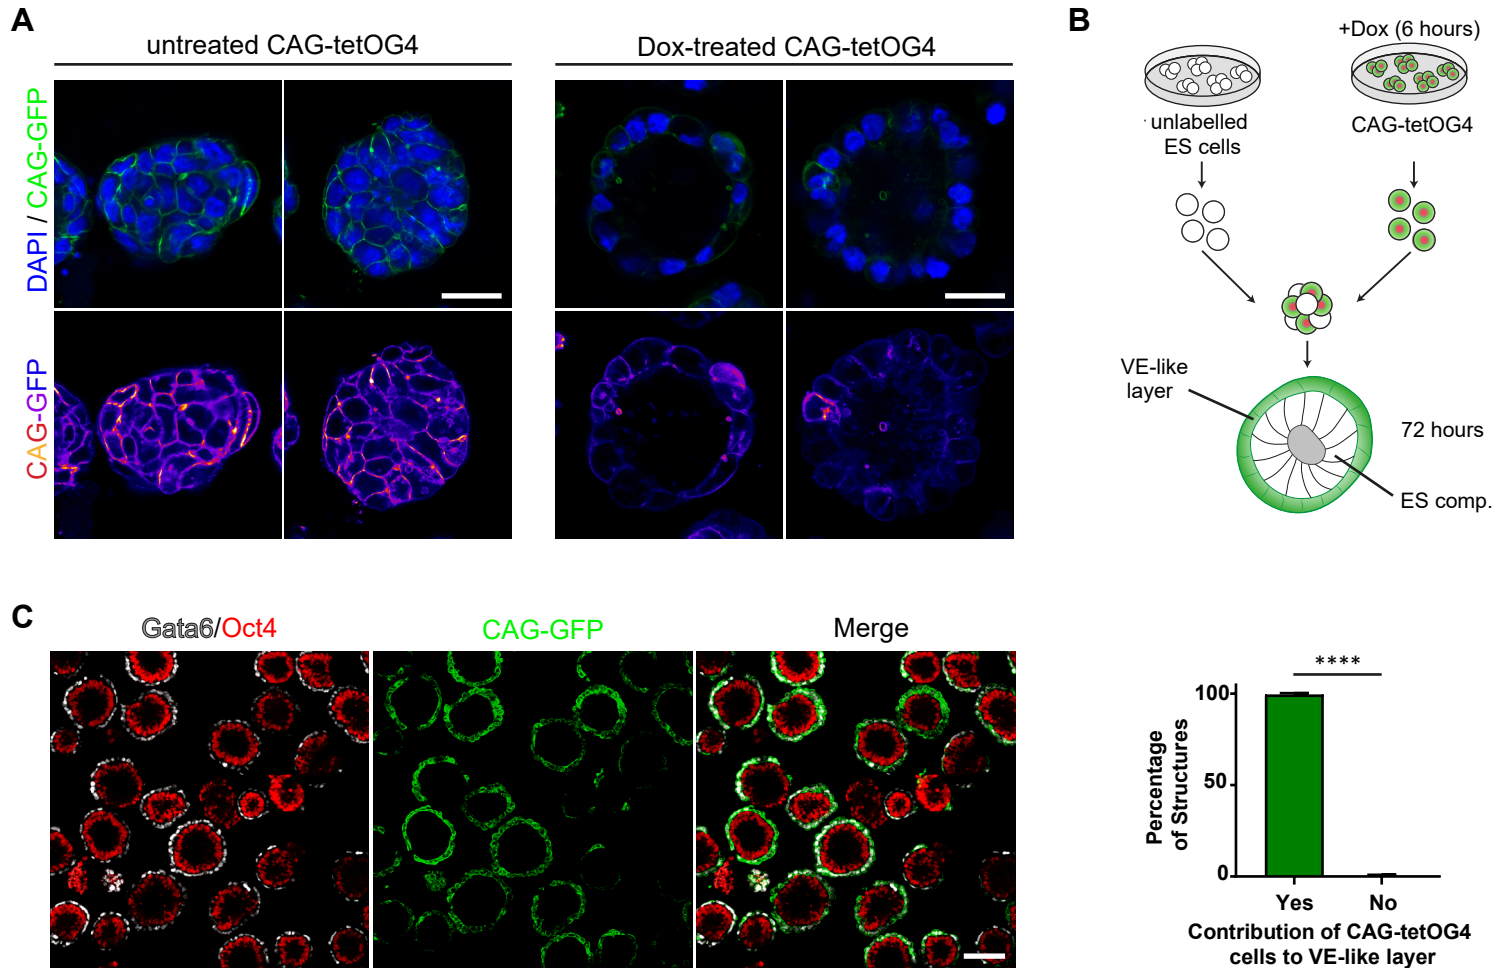 A
untreated CAG-tetOG4
Dox-treated CAG-tetOG4
DAPI / CAG-GFP
CAG-GFP
B
+Dox (6 hours)
unlabelled
ES cells
CAG-tetOG4
VE-like
layer
72 hours
ES comp.
C
Gata6/Oct4
CAG-GFP
Merge
****
100
50
0
Percentage
of Structures
Yes
No
Contribution of CAG-tetOG4
cells to VE-like layer